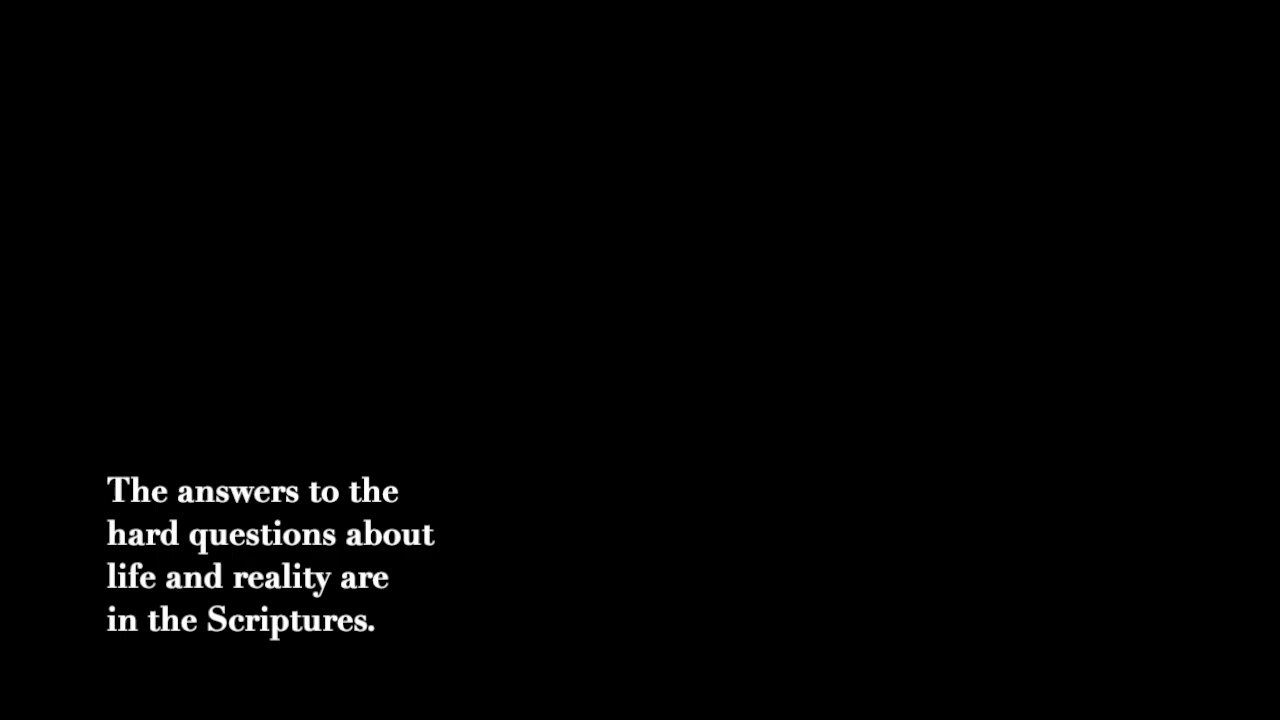 The answers to the
hard questions about
life and reality are
in the Scriptures.